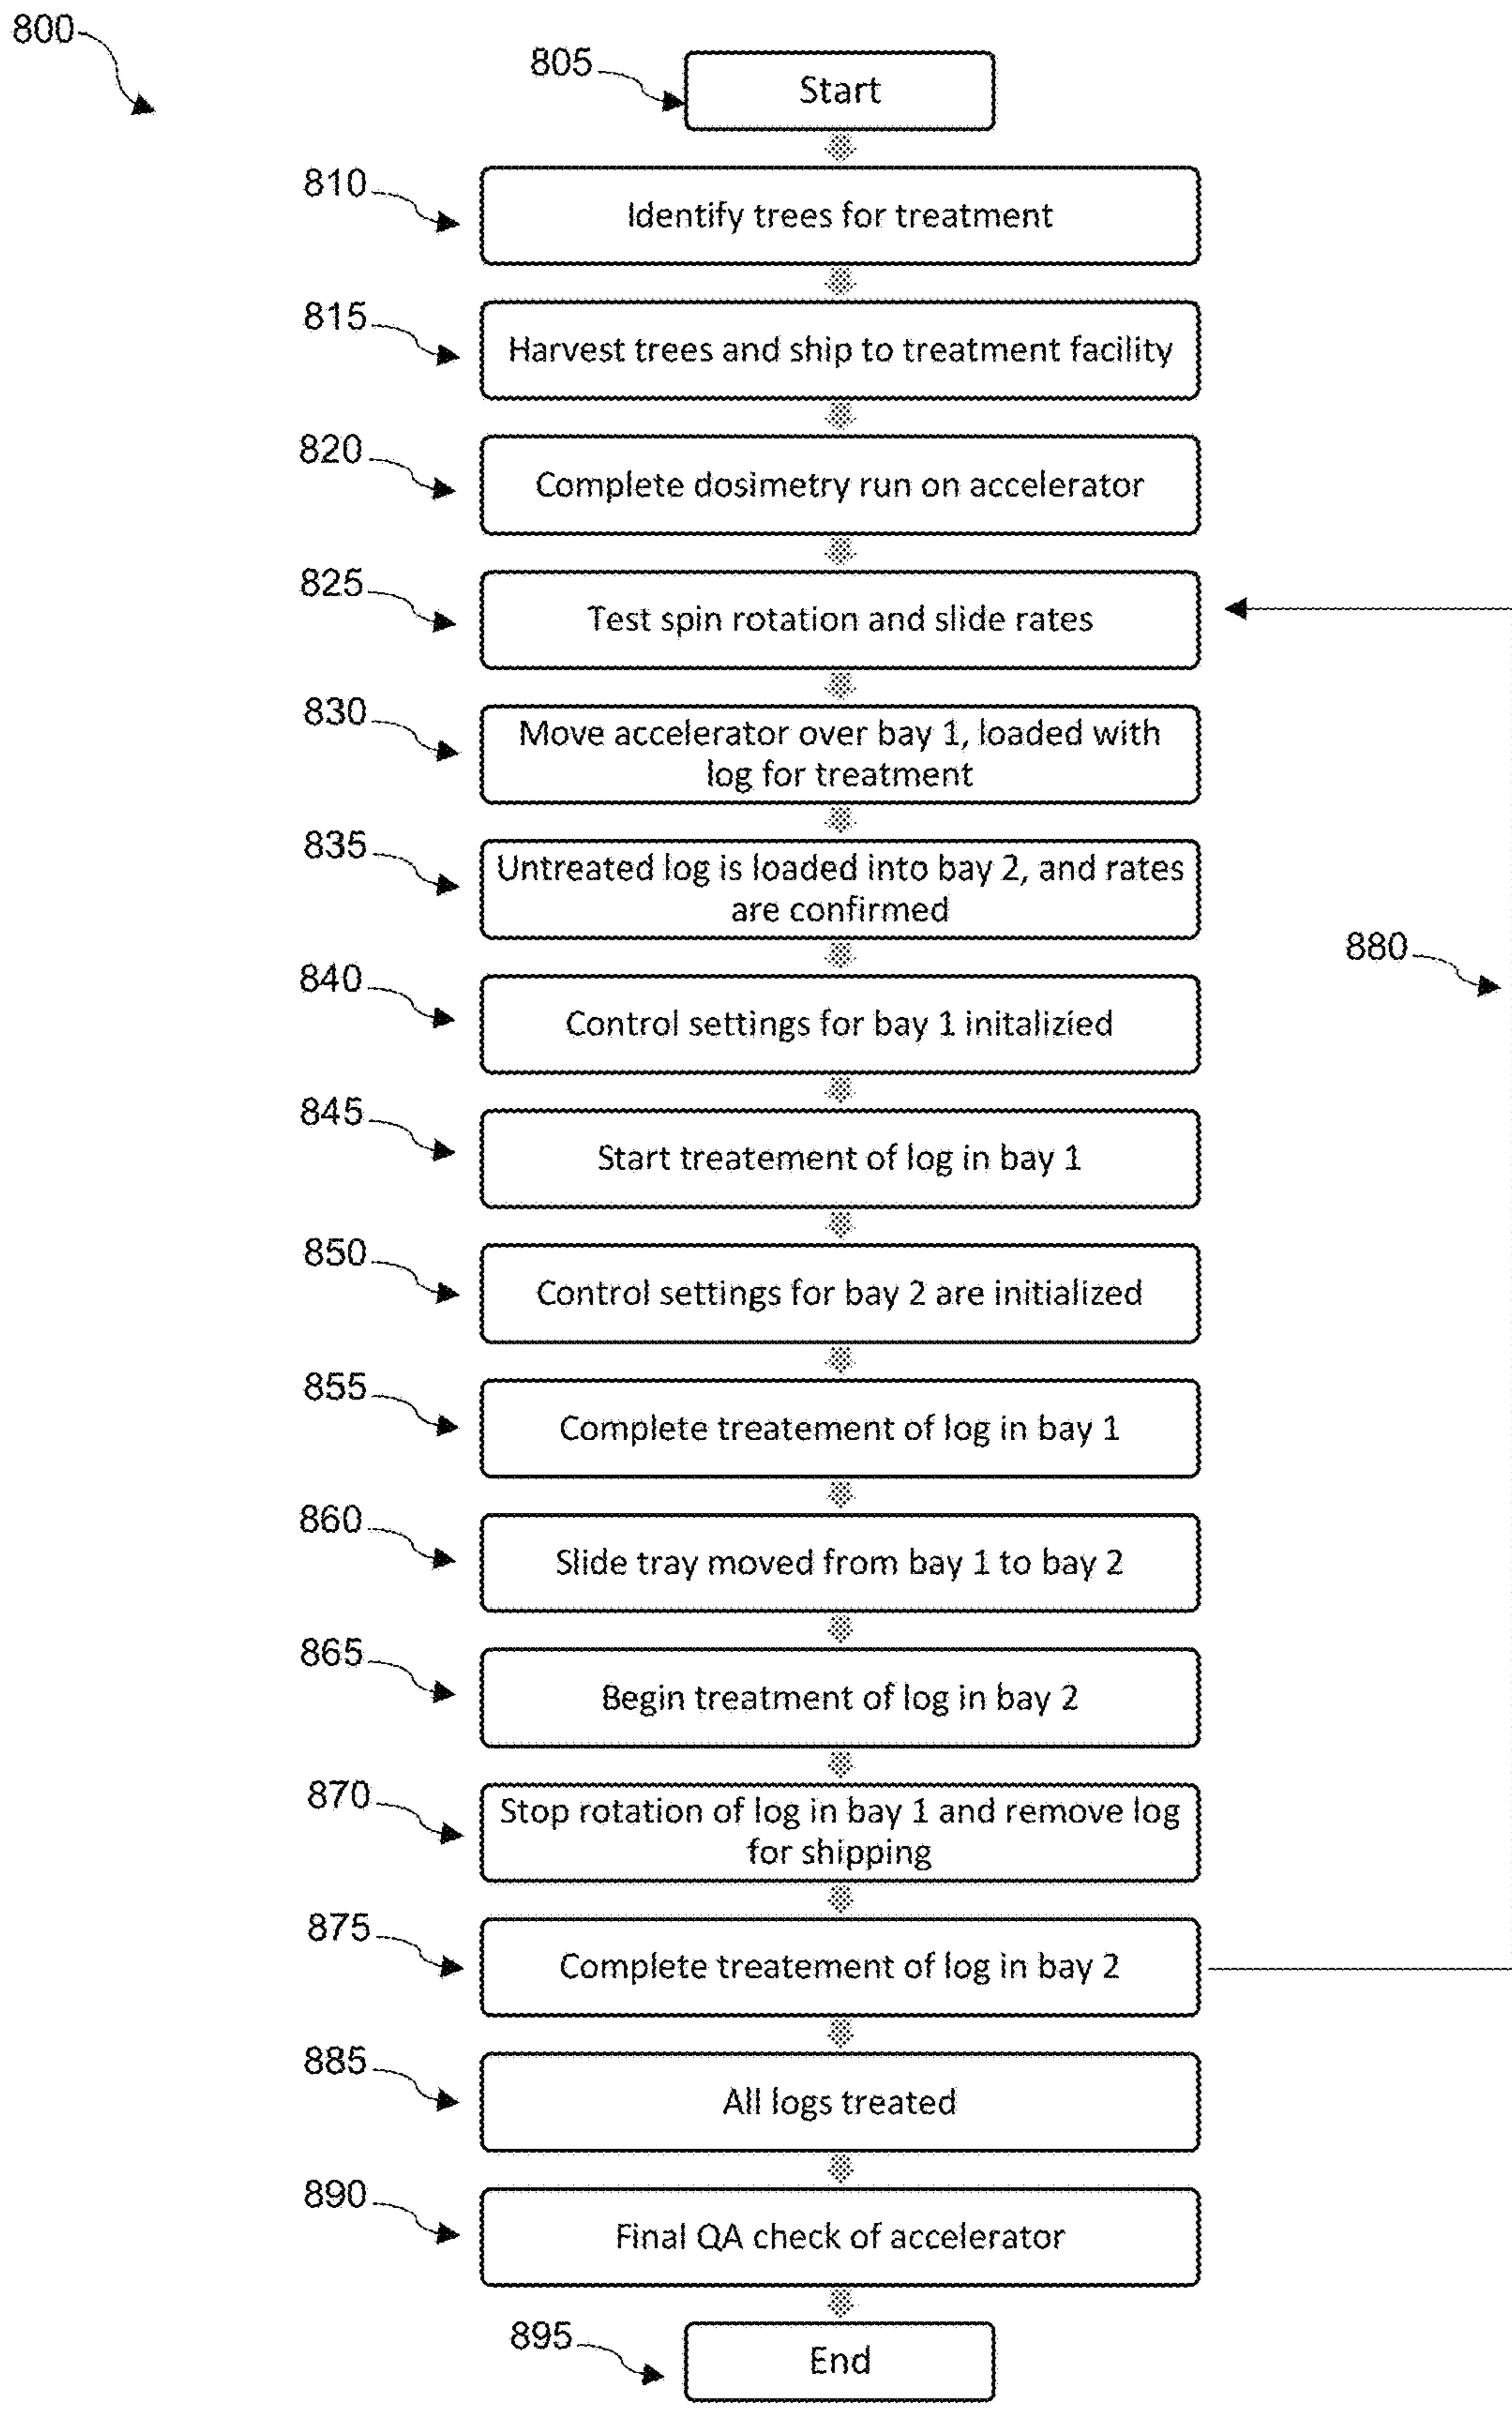 800
805
Start
810
Identify trees for treatment
815
Harvest trees and ship to treatment facility
820
Complete dosimetry run on accelerator
825
Test spin rotation and slide rates
830
Move accelerator over bay 1, loaded with
log for treatment
835
Untreated log is loaded into bay 2, and rates
are confirmed
880
840
Control settings for bay 1 initalizied
845
Start treatement of log in bay 1
850
Control settings for bay 2 are initialized
855
Complete treatement of log in bay 1
860
Slide tray moved from bay 1 to bay 2
865
Begin treatment of log in bay 2
870
Stop rotation of log in bay 1 and remove log
for shipping
875
Complete treatement of log in bay 2
885
All logs treated
890
Final QA check of accelerator
895
End